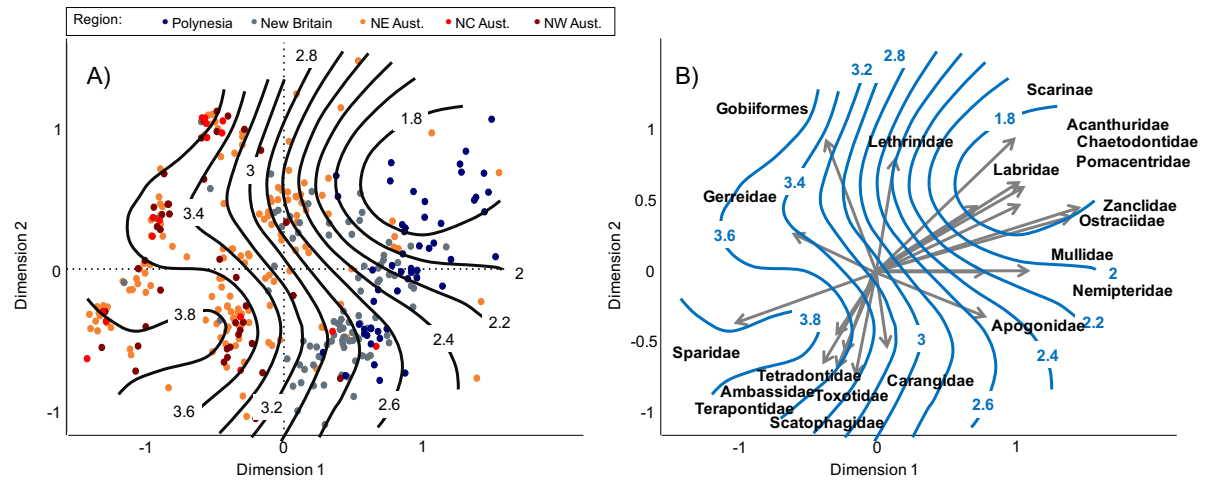 Region: Polynesia New Britain NE Aust. NC Aust. NW Aust.
A)
2.8
1.8
3
3.4
2
3.8
2.2
2.4
3.6
3.2
2.6
1
0
-1
Dimension 2
-1
0
1
Dimension 1
B)
2.8
3.2
Scarinae
Gobiiformes
1.8
Acanthuridae
Lethrinidae
Chaetodontidae
Pomacentridae
Labridae
3.4
Gerreidae
Zanclidae
Ostraciidae
3.6
Mullidae
2
Nemipteridae
3.8
Apogonidae
2.2
3
Sparidae
2.4
Tetradontidae
Carangidae
Ambassidae
Toxotidae
Terapontidae
2.6
Scatophagidae
1
0.5
0
-0.5
-1
Dimension 2
-1
0
1
Dimension 1